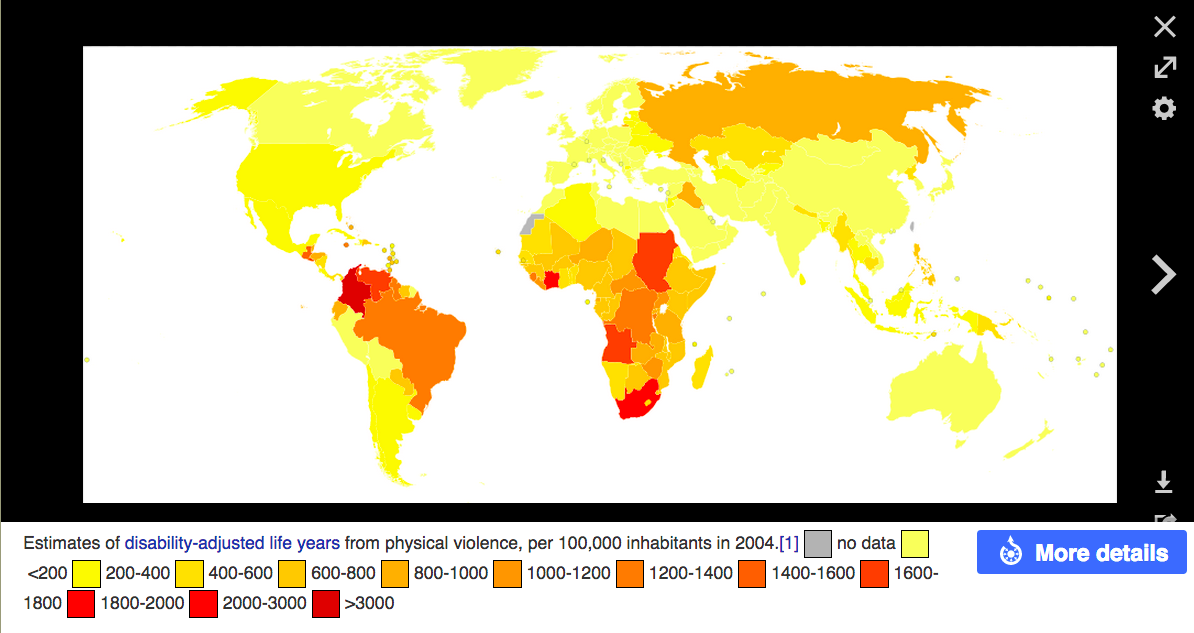 Estimates of disability-adjusted life years from physical violence, per 100,000 inhabitants in 2004.[1] no data
<200 200-400 400-600 600-800 800-1000 1000-1200 1200-1400 1400-1600 1600-
1800 1800-2000 2000-3000 >3000
More details